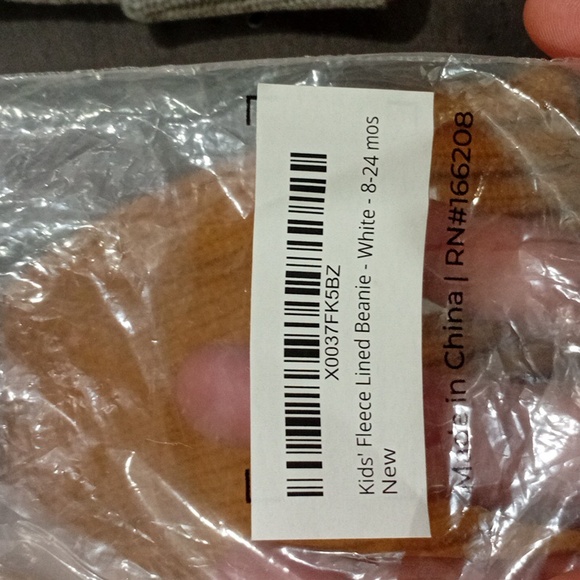 X0037FK5BZ
Kids' Fleece Lined Beanie - White - 8-24 mos
New
Made in China | RN#166208